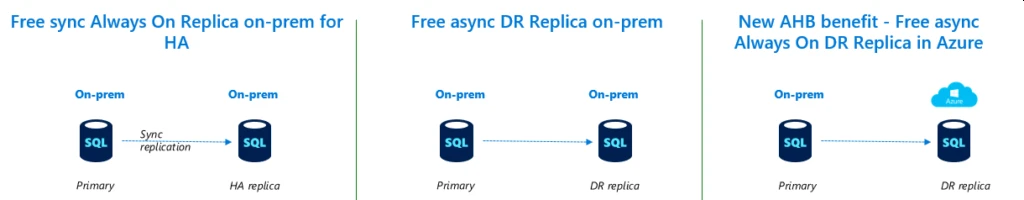 Free sync Always On Replica on-prem for
HA
On-prem
On-prem
SQL
Sync
replication
SQL
Primary
HA replica
Free async DR Replica on-prem
On-prem
On-prem
SQL
SQL
Primary
DR replica
New AHB benefit - Free async
Always On DR Replica in Azure
On-prem
Azure
SQL
SQL
Primary
DR replica